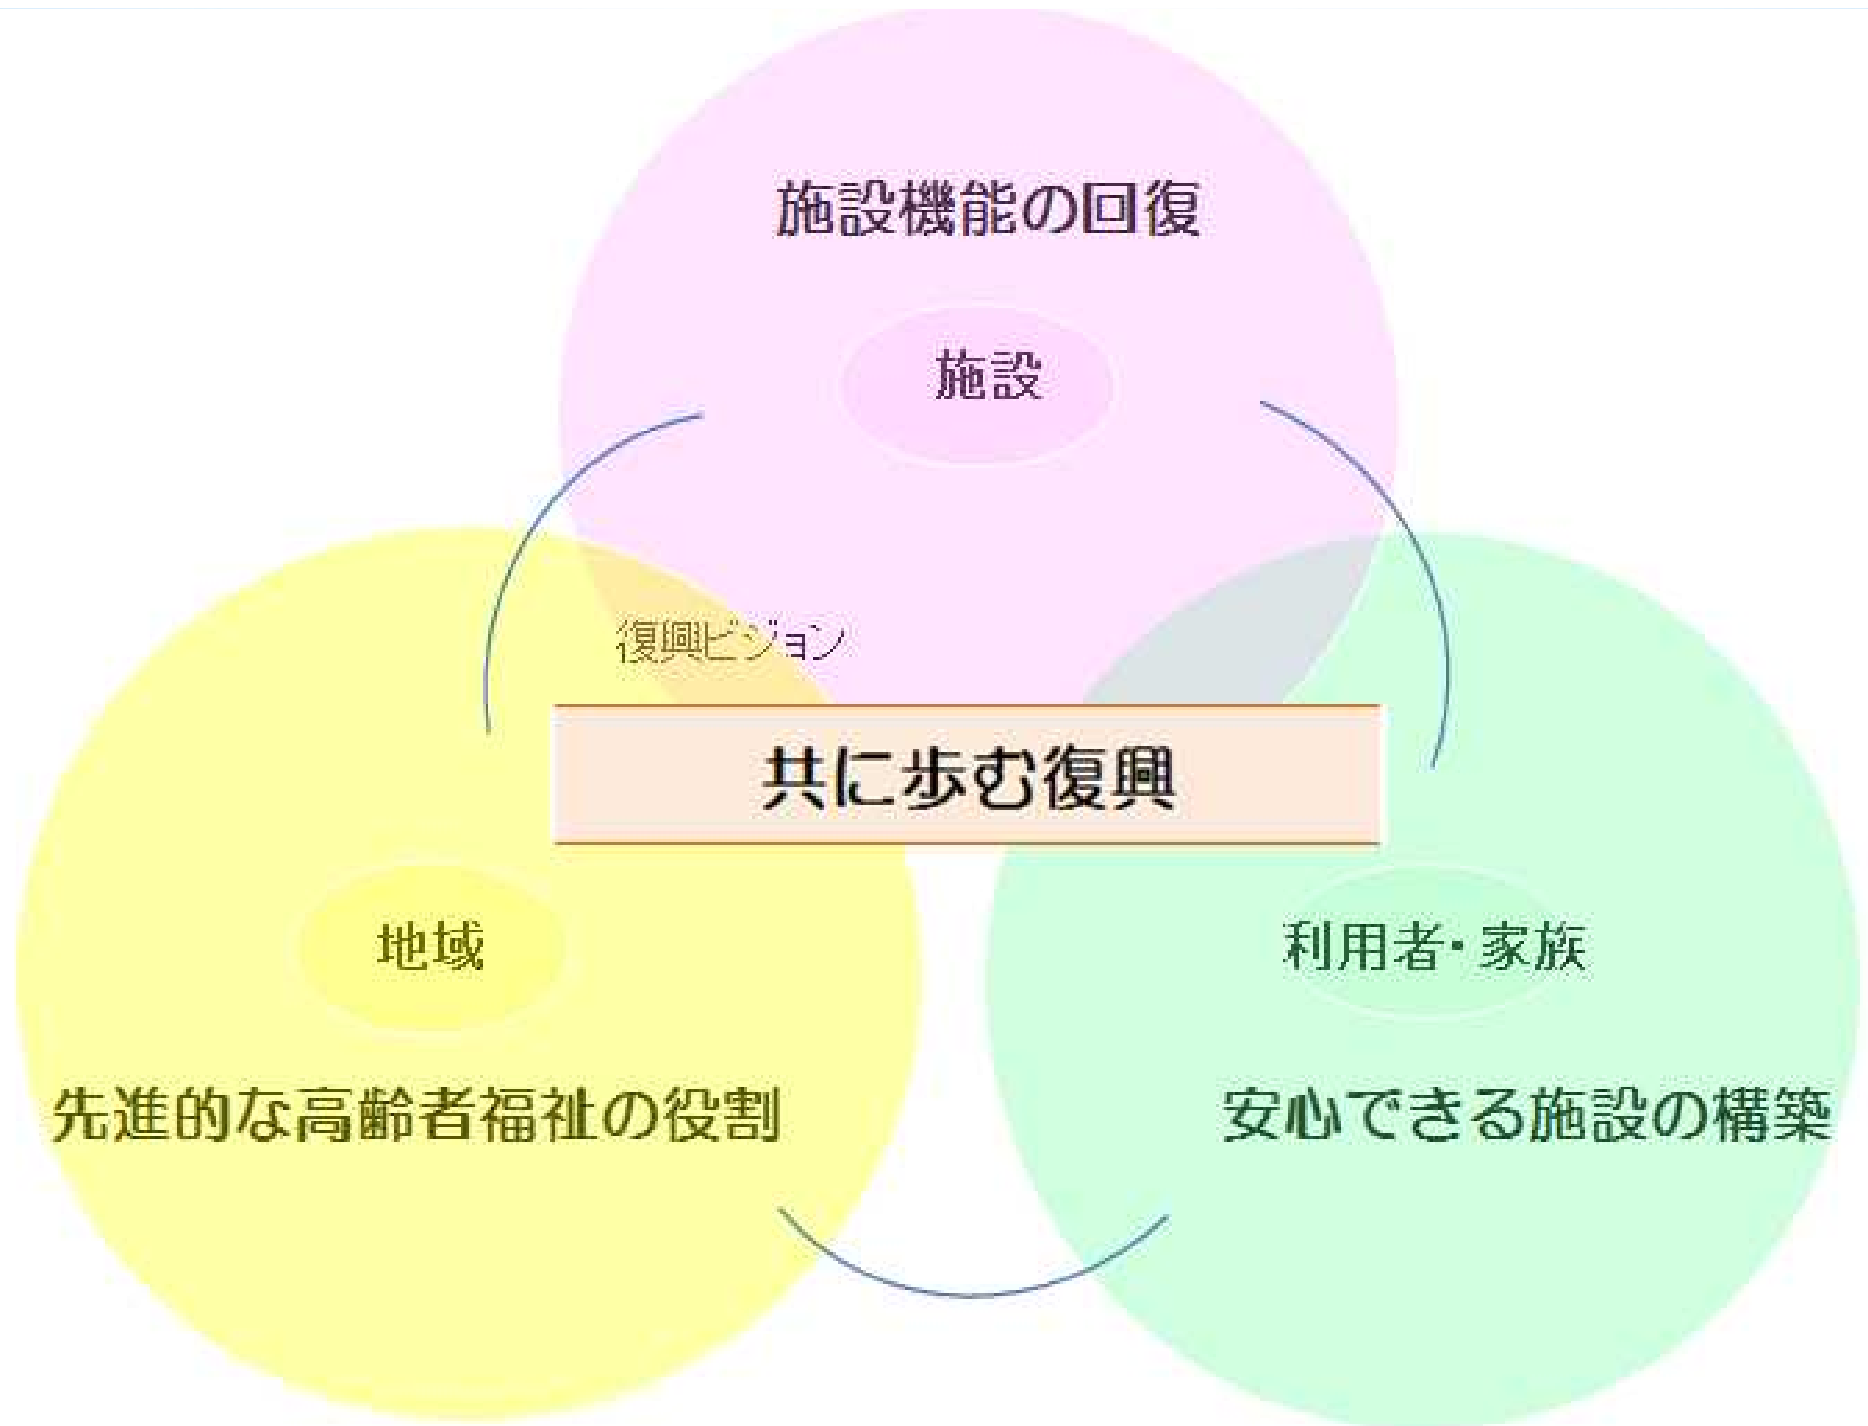 施設機能の回復
施設
復興ビジョン
共に歩む復興
地域
利用者・家族
先進的な高齢者福祉の役割
安心できる施設の構築